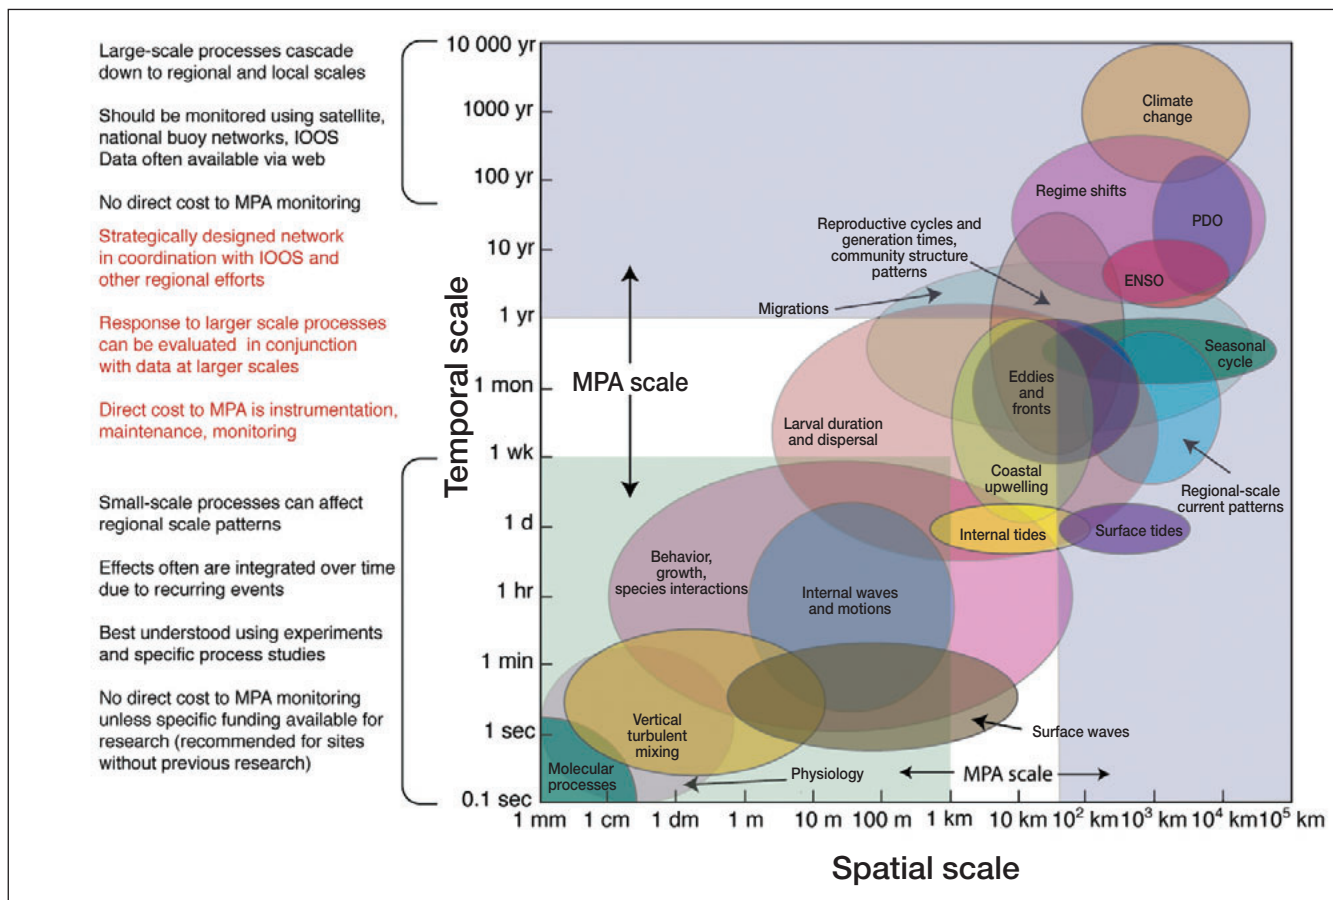 Large-scale processes cascade
down to regional and local scales
Should be monitored using satellite,
national buoy networks, IOOS
Data often available via web
No direct cost to MPA monitoring
Strategically designed network
in coordination with IOOS and
other regional efforts
Response to larger scale processes
can be evaluated in conjunction
with data at larger scales
Direct cost to MPA is instrumentation,
maintenance, monitoring
Small-scale processes can affect
regional scale patterns
Effects often are integrated over time
due to recurring events
Best understood using experiments
and specific process studies
No direct cost to MPA monitoring
unless specific funding available for
research (recommended for sites
without previous research)
Temporal scale
10 000 yr
1000 yr
100 yr
10 yr
1 yr
1 mon
1 wk
1 d
1 hr
1 min
1 sec
0.1 sec
MPA scale
Climate
change
Regime shifts
PDO
ENSO
Reproductive cycles and
generation times,
community structure
patterns
Migrations
Seasonal
cycle
Eddies
and
fronts
Larval duration
and dispersal
Coastal
upwelling
Regional-scale
current patterns
Internal tides
Surface tides
Behavior,
growth,
species interactions
Internal waves
and motions
Vertical
turbulent
mixing
Surface waves
Molecular
processes
Physiology
MPA scale
1 mm 1 cm 1 dm 1 m 10 m 100 m 1 km 10 km 10² km 10³ km 10⁴ km 10⁵ km
Spatial scale